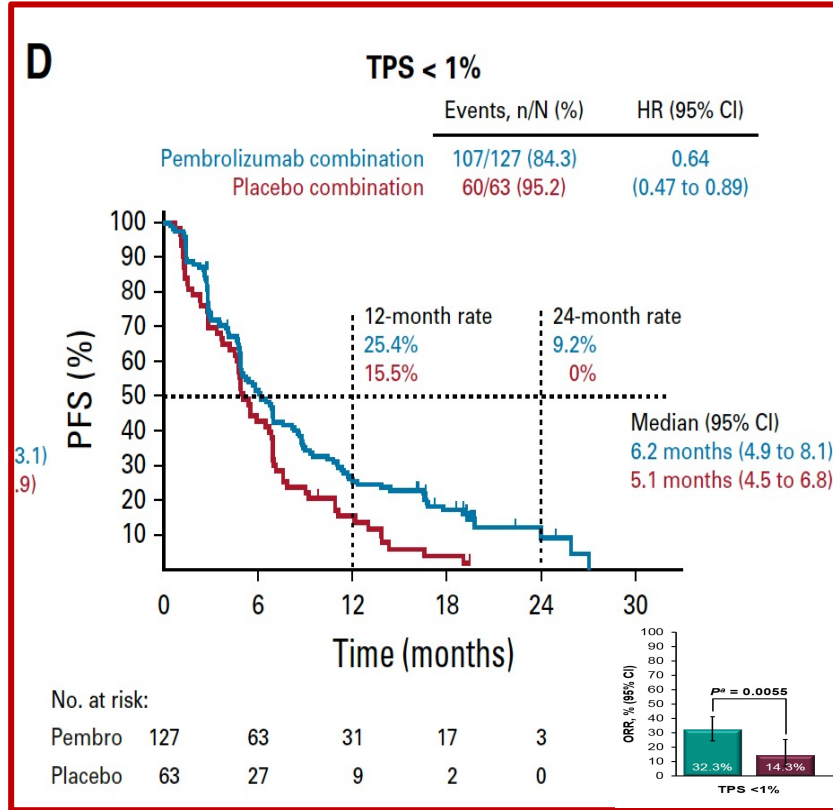 D
TPS < 1%
Events, n/N (%) HR (95% CI)
Pembrolizumab combination 107/127 (84.3) 0.64
Placebo combination 60/63 (95.2) (0.47 to 0.89)
100
90
80
70
60
50
40
30
20
10
PFS (%)
12-month rate
25.4%
15.5%
24-month rate
9.2%
0%
Median (95% CI)
6.2 months (4.9 to 8.1)
5.1 months (4.5 to 6.8)
3.1)
.9)
0 6 12 18 24 30
Time (months)
No. at risk:
Pembro 127 63 31 17 3
Placebo 63 27 9 2 0
ORR, % (95% CI)
100
90
80
70
60
50
40
30
20
10
0
Pª = 0.0055
32.3% 14.3%
TPS <1%